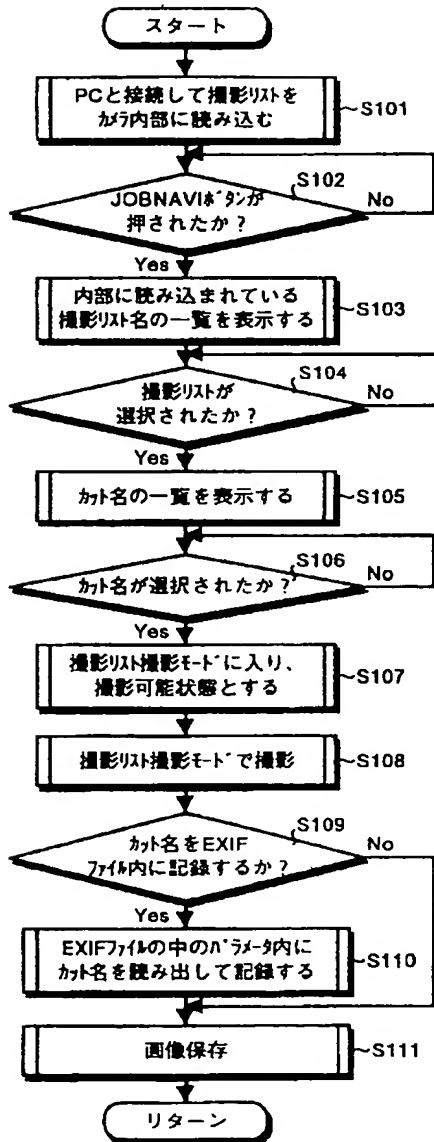 スタート
PCと接続して撮影リストを
カメラ内部に読み込む
S101
S102
JOBNAVIボタンが
押されたか？
No
Yes
内部に読み込まれている
撮影リスト名の一覧を表示する
S103
S104
撮影リストが
選択されたか？
No
Yes
カット名の一覧を表示する
S105
S106
カット名が選択されたか？
No
Yes
撮影リスト撮影モードに入り、
撮影可能状態とする
S107
撮影リスト撮影モードで撮影
S108
S109
カット名をEXIF
ファイル内に記録するか？
No
Yes
EXIFファイルの中のパラメータ内に
カット名を読み出して記録する
S110
画像保存
S111
リターン